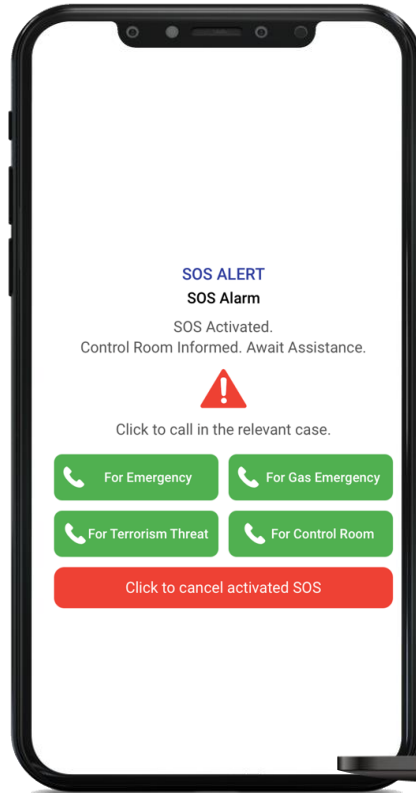 SOS ALERT
SOS Alarm
SOS Activated.
Control Room Informed. Await Assistance.
Click to call in the relevant case.
For Emergency
For Gas Emergency
For Terrorism Threat
For Control Room
Click to cancel activated SOS